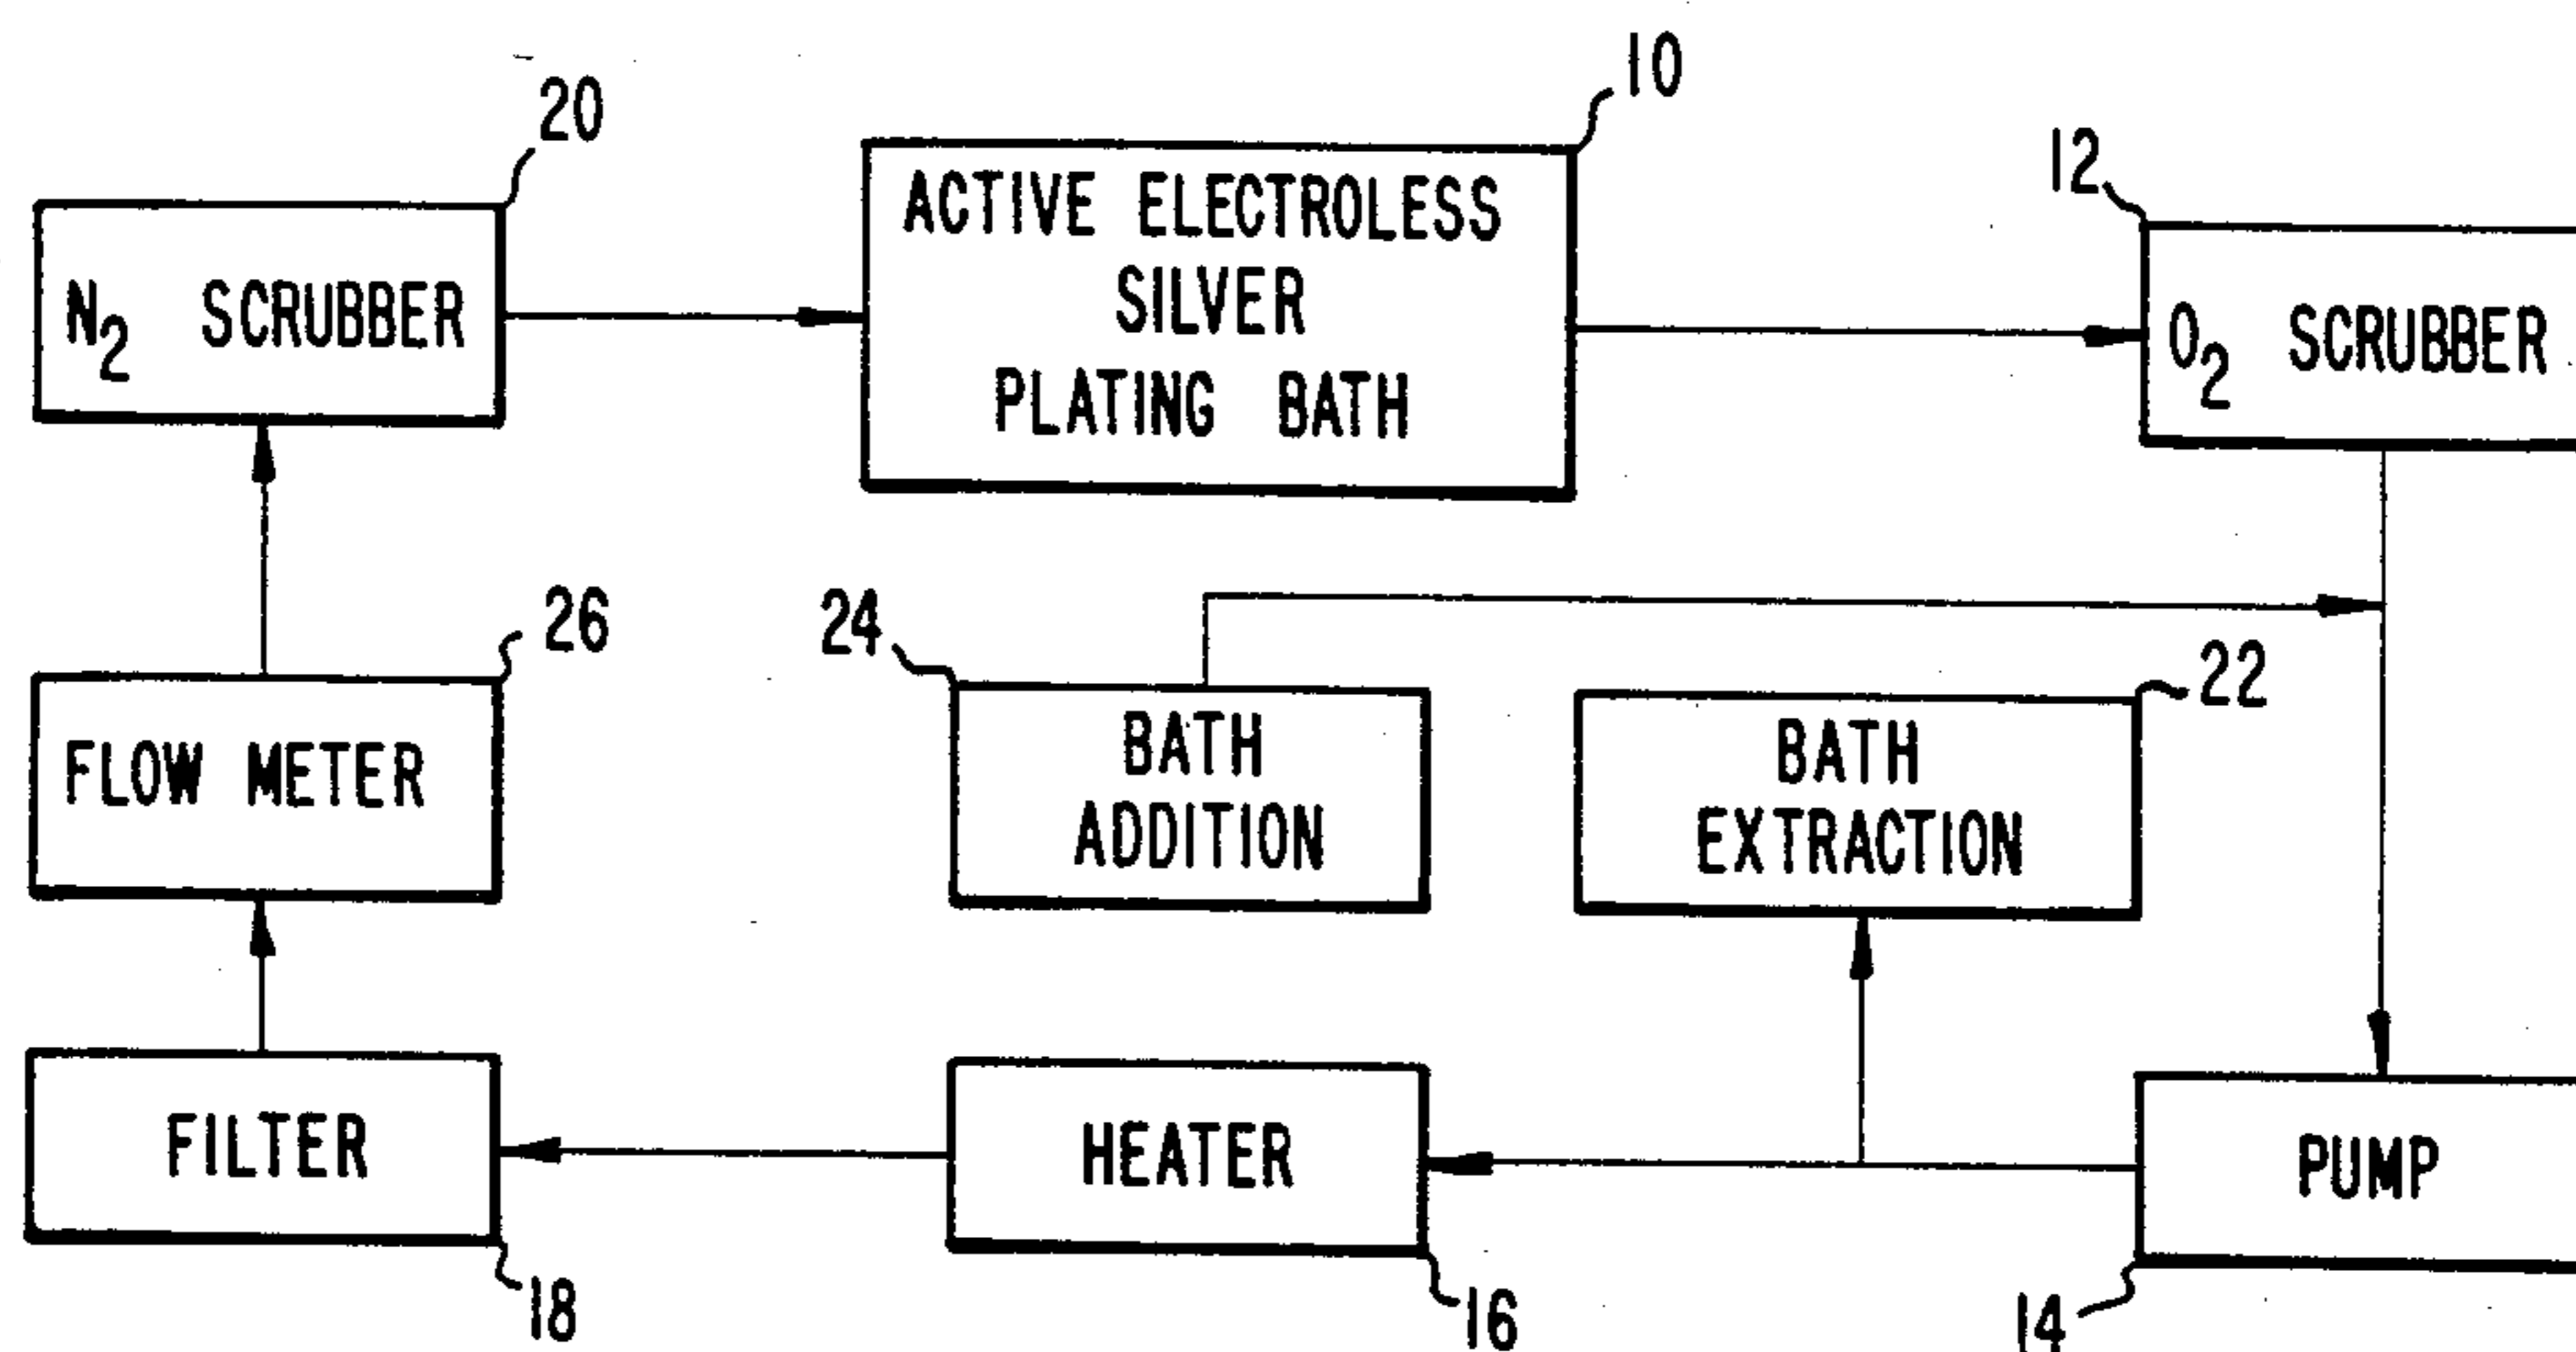 10
20
12
ACTIVE ELECTROLESS
SILVER
PLATING BATH
N2 SCRUBBER
O2 SCRUBBER
26
24
22
FLOW METER
BATH
ADDITION
BATH
EXTRACTION
FILTER
HEATER
PUMP
18
16
14